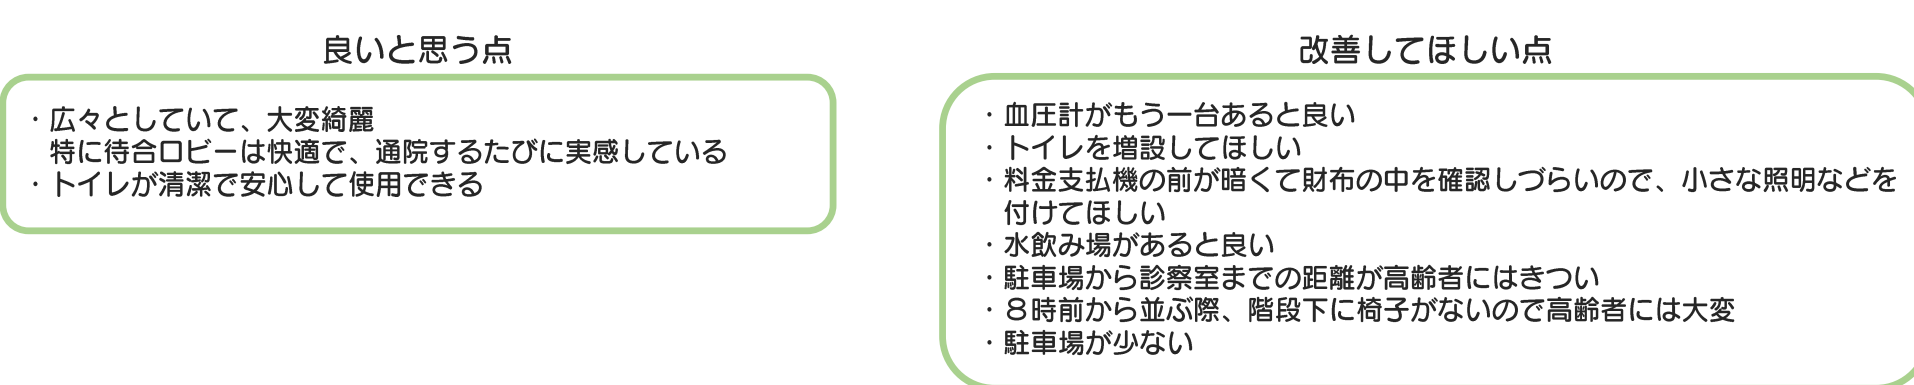 良いと思う点
・広々としていて、大変綺麗
特に待合ロビーは快適で、通院するたびに実感している
・トイレが清潔で安心して使用できる
改善してほしい点
・血圧計がもう一台あると良い
・トイレを増設してほしい
・料金支払機の前が暗くて財布の中を確認しづらいので、小さな照明などを
付けてほしい
・水飲み場があると良い
・駐車場から診察室までの距離が高齢者にはきつい
・８時前から並ぶ際、階段下に椅子がないので高齢者には大変
・駐車場が少ない